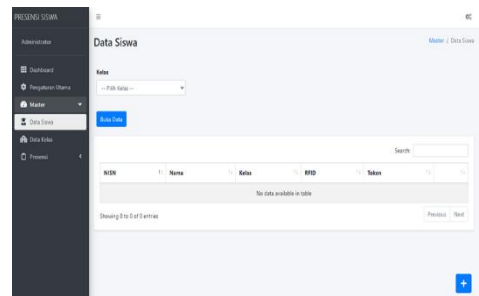 PRESENSI SISWA
Administrator
Dashboard
Pengaturan Utama
Master
Data Siswa
Data Kelas
Presensi
Data Siswa
Master / Data Siswa
Kelas
-- Pilih Kelas --
Buka Data
Search:
NISN Nama Kelas RFID Token
No data available in table
Showing 0 to 0 of 0 entries
Previous Next
+